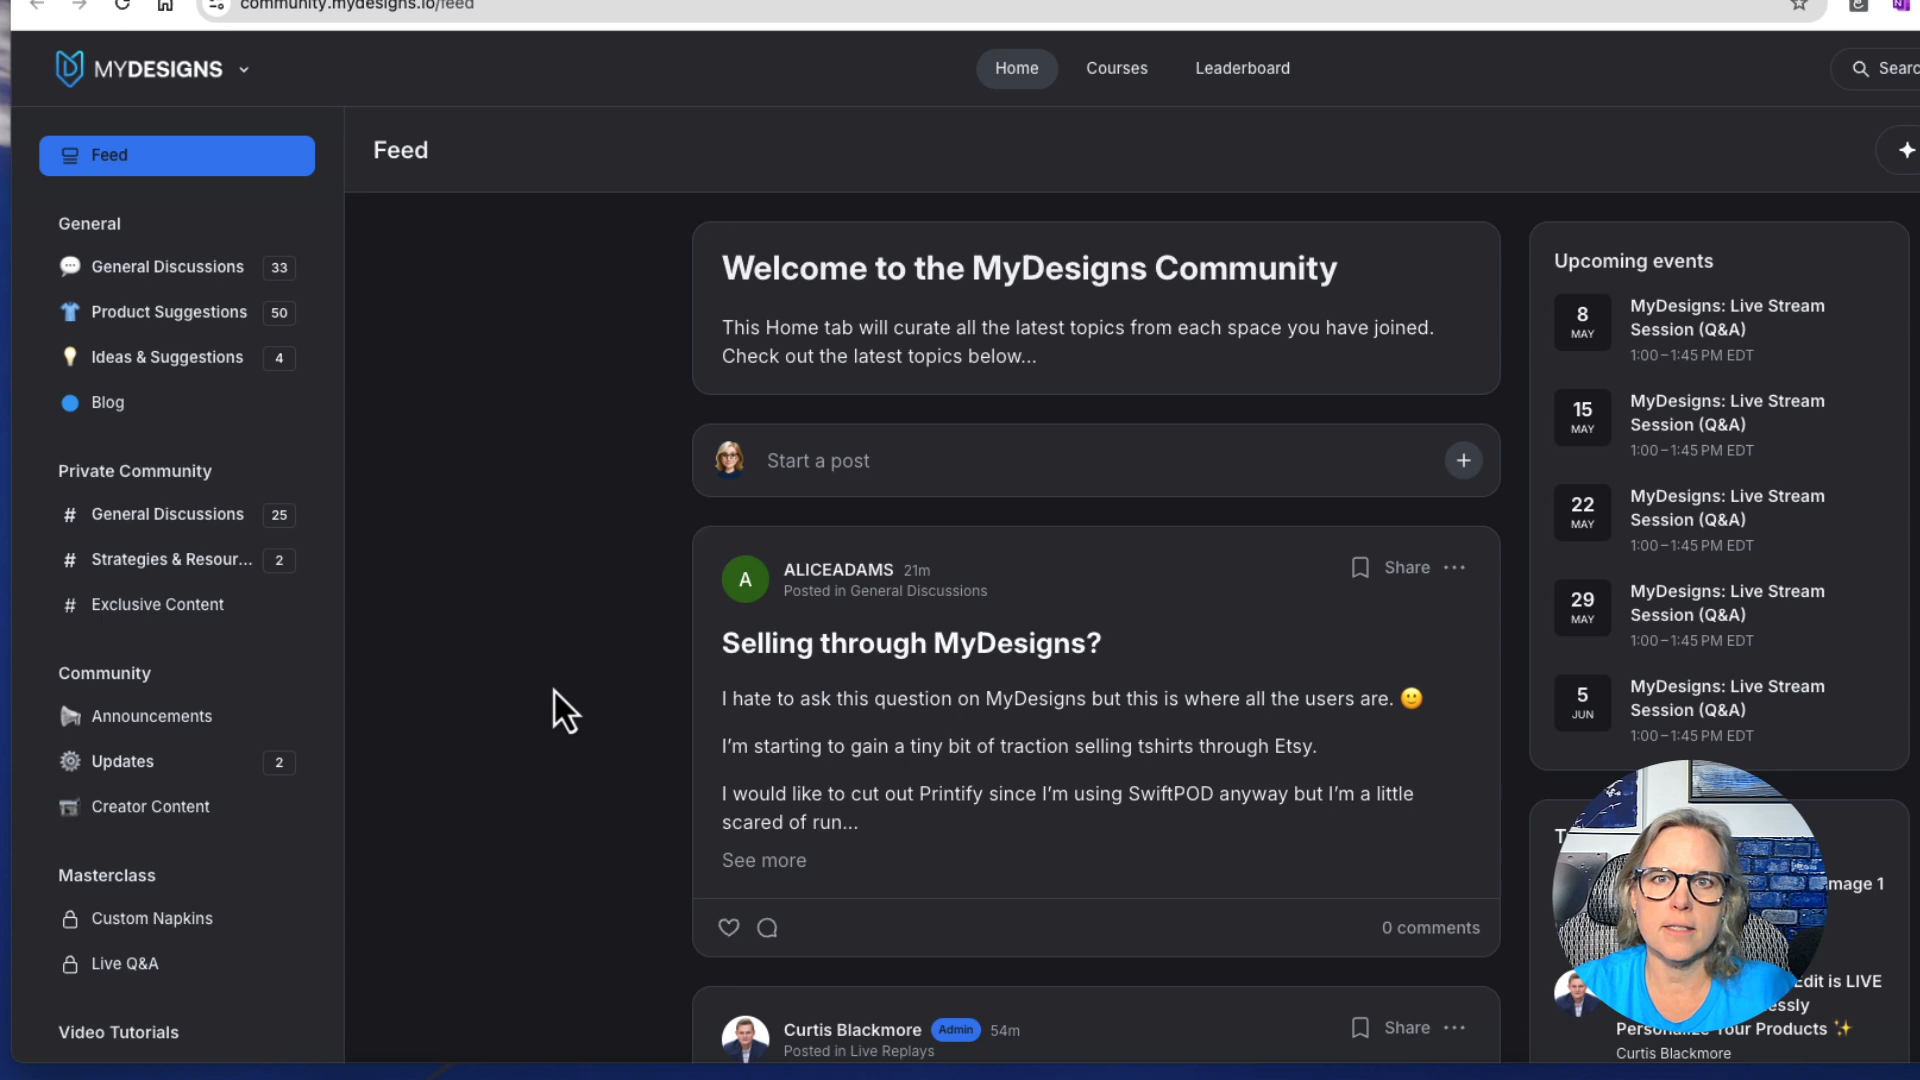 community.mydesigns.io/feed
MYDESIGNS
Home
Courses
Leaderboard
Searc
Feed
Feed
General
General Discussions 33
Product Suggestions 50
Ideas & Suggestions 4
Blog
Private Community
# General Discussions 25
# Strategies & Resour... 2
# Exclusive Content
Community
Announcements
Updates 2
Creator Content
Masterclass
Custom Napkins
Live Q&A
Video Tutorials
Welcome to the MyDesigns Community
This Home tab will curate all the latest topics from each space you have joined.
Check out the latest topics below...
Start a post
A
ALICEADAMS 21m
Posted in General Discussions
Share
Selling through MyDesigns?
I hate to ask this question on MyDesigns but this is where all the users are. 🙂
I'm starting to gain a tiny bit of traction selling tshirts through Etsy.
I would like to cut out Printify since I'm using SwiftPOD anyway but I'm a little
scared of run...
See more
0 comments
Curtis Blackmore Admin 54m
Posted in Live Replays
Share
Upcoming events
8 MAY
MyDesigns: Live Stream
Session (Q&A)
1:00 – 1:45 PM EDT
15 MAY
MyDesigns: Live Stream
Session (Q&A)
1:00 – 1:45 PM EDT
22 MAY
MyDesigns: Live Stream
Session (Q&A)
1:00 – 1:45 PM EDT
29 MAY
MyDesigns: Live Stream
Session (Q&A)
1:00 – 1:45 PM EDT
5 JUN
MyDesigns: Live Stream
Session (Q&A)
1:00 – 1:45 PM EDT
mage 1
Edit is LIVE
essly
Personalize Your Products ✨
Curtis Blackmore